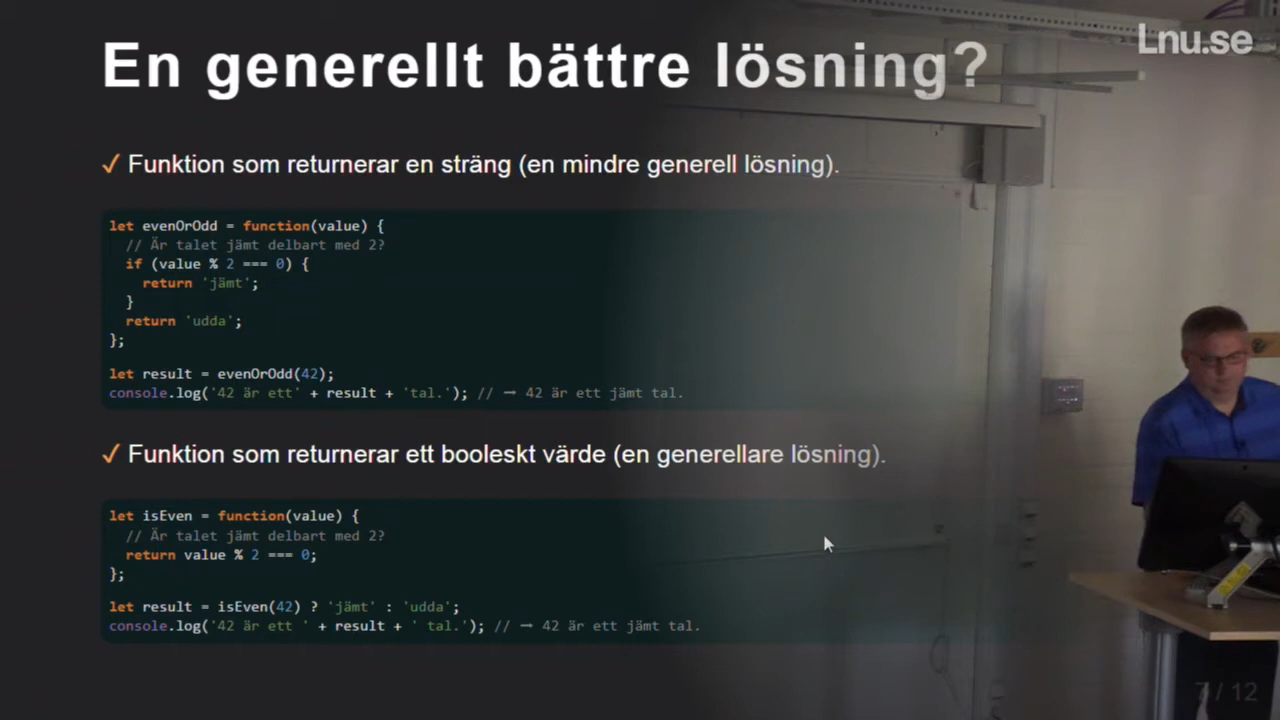 En generellt bättre lösning?
Lnu.se
✓ Funktion som returnerar en sträng (en mindre generell lösning).
let evenOrOdd = function(value) {
  // Är talet jämt delbart med 2?
  if (value % 2 === 0) {
    return 'jämt';
  }
  return 'udda';
};
let result = evenOrOdd(42);
console.log('42 är ett' + result + 'tal.'); // → 42 är ett jämt tal.
✓ Funktion som returnerar ett booleskt värde (en generellare lösning).
let isEven = function(value) {
  // Är talet jämt delbart med 2?
  return value % 2 === 0;
};
let result = isEven(42) ? 'jämt' : 'udda';
console.log('42 är ett ' + result + ' tal.'); // → 42 är ett jämt tal.
7 / 12